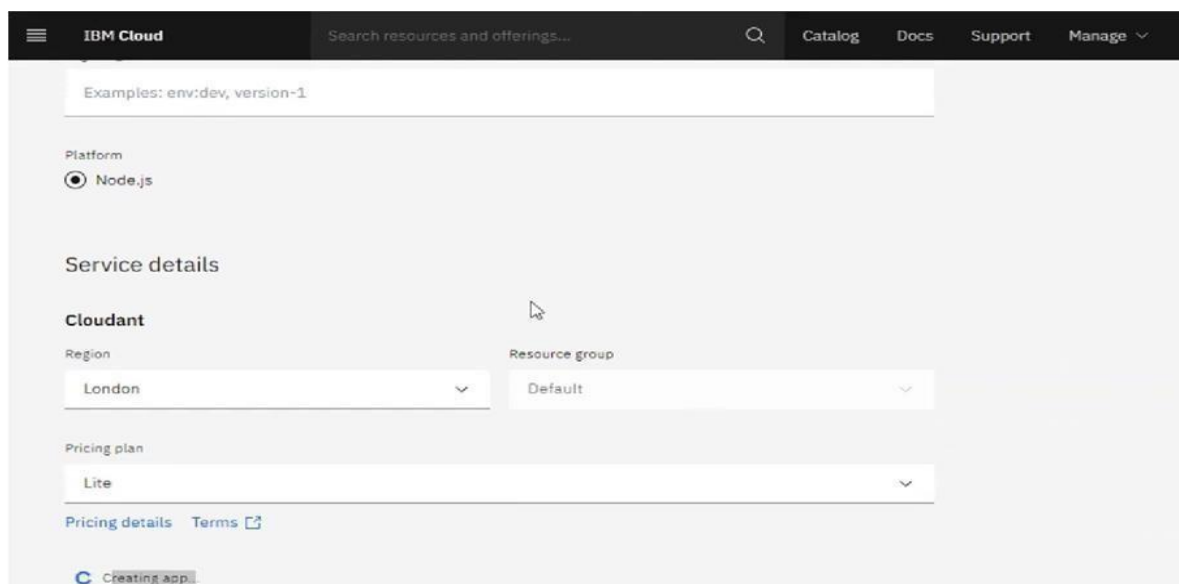 IBM Cloud Search resources and offerings... Catalog Docs Support Manage
Examples: env:dev, version-1
Platform
Node.js
Service details
Cloudant
Region Resource group
London Default
Pricing plan
Lite
Pricing details Terms
Creating app...